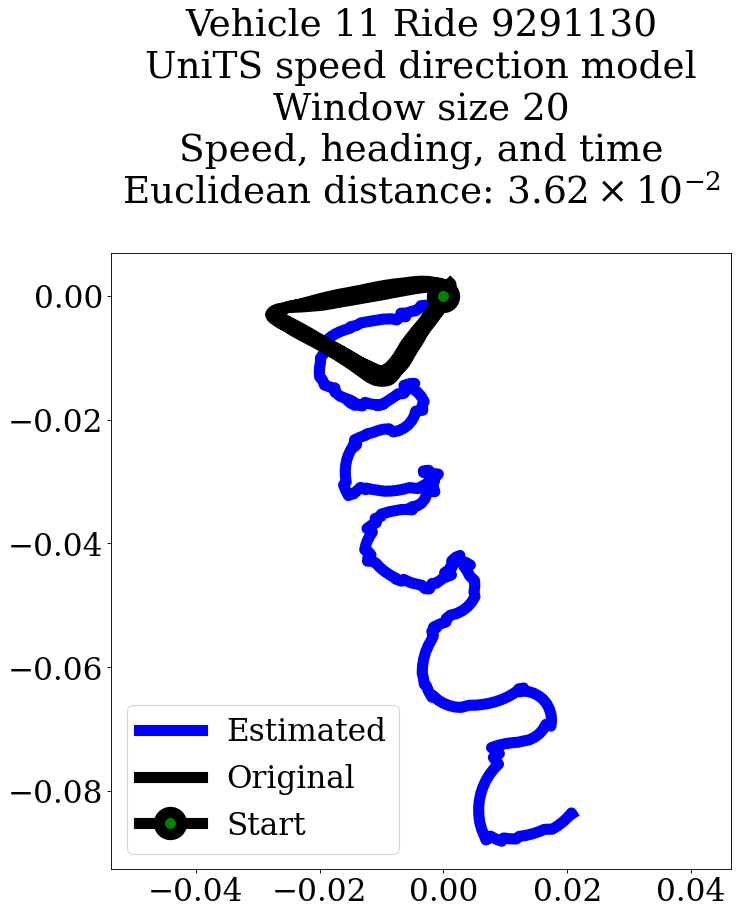 Vehicle 11 Ride 9291130
UniTS speed direction model
Window size 20
Speed, heading, and time
Euclidean distance: 3.62 × 10⁻²
0.00
−0.02
−0.04
−0.06
−0.08
Estimated
Original
Start
−0.04 −0.02 0.00 0.02 0.04